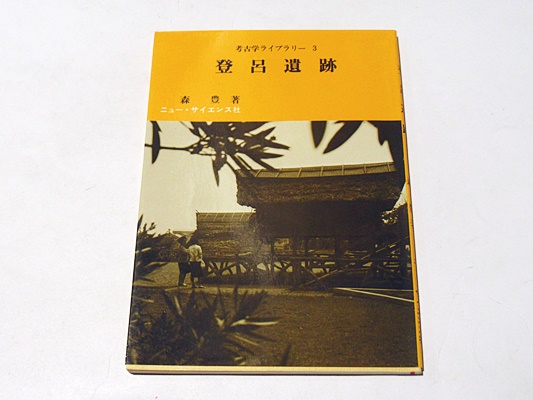 考古学ライブラリー 3
登呂遺跡
森豊著
ニュー・サイエンス社